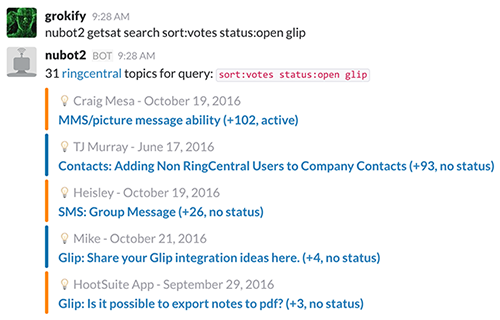 grokify 9:28 AM
nubot2 getsat search sort:votes status:open glip
nubot2 BOT 9:28 AM
31 ringcentral topics for query: sort:votes status:open glip
Craig Mesa - October 19, 2016
MMS/picture message ability (+102, active)
TJ Murray - June 17, 2016
Contacts: Adding Non RingCentral Users to Company Contacts (+93, no status)
Heisley - October 19, 2016
SMS: Group Message (+26, no status)
Mike - October 21, 2016
Glip: Share your Glip integration ideas here. (+4, no status)
HootSuite App - September 29, 2016
Glip: Is it possible to export notes to pdf? (+3, no status)